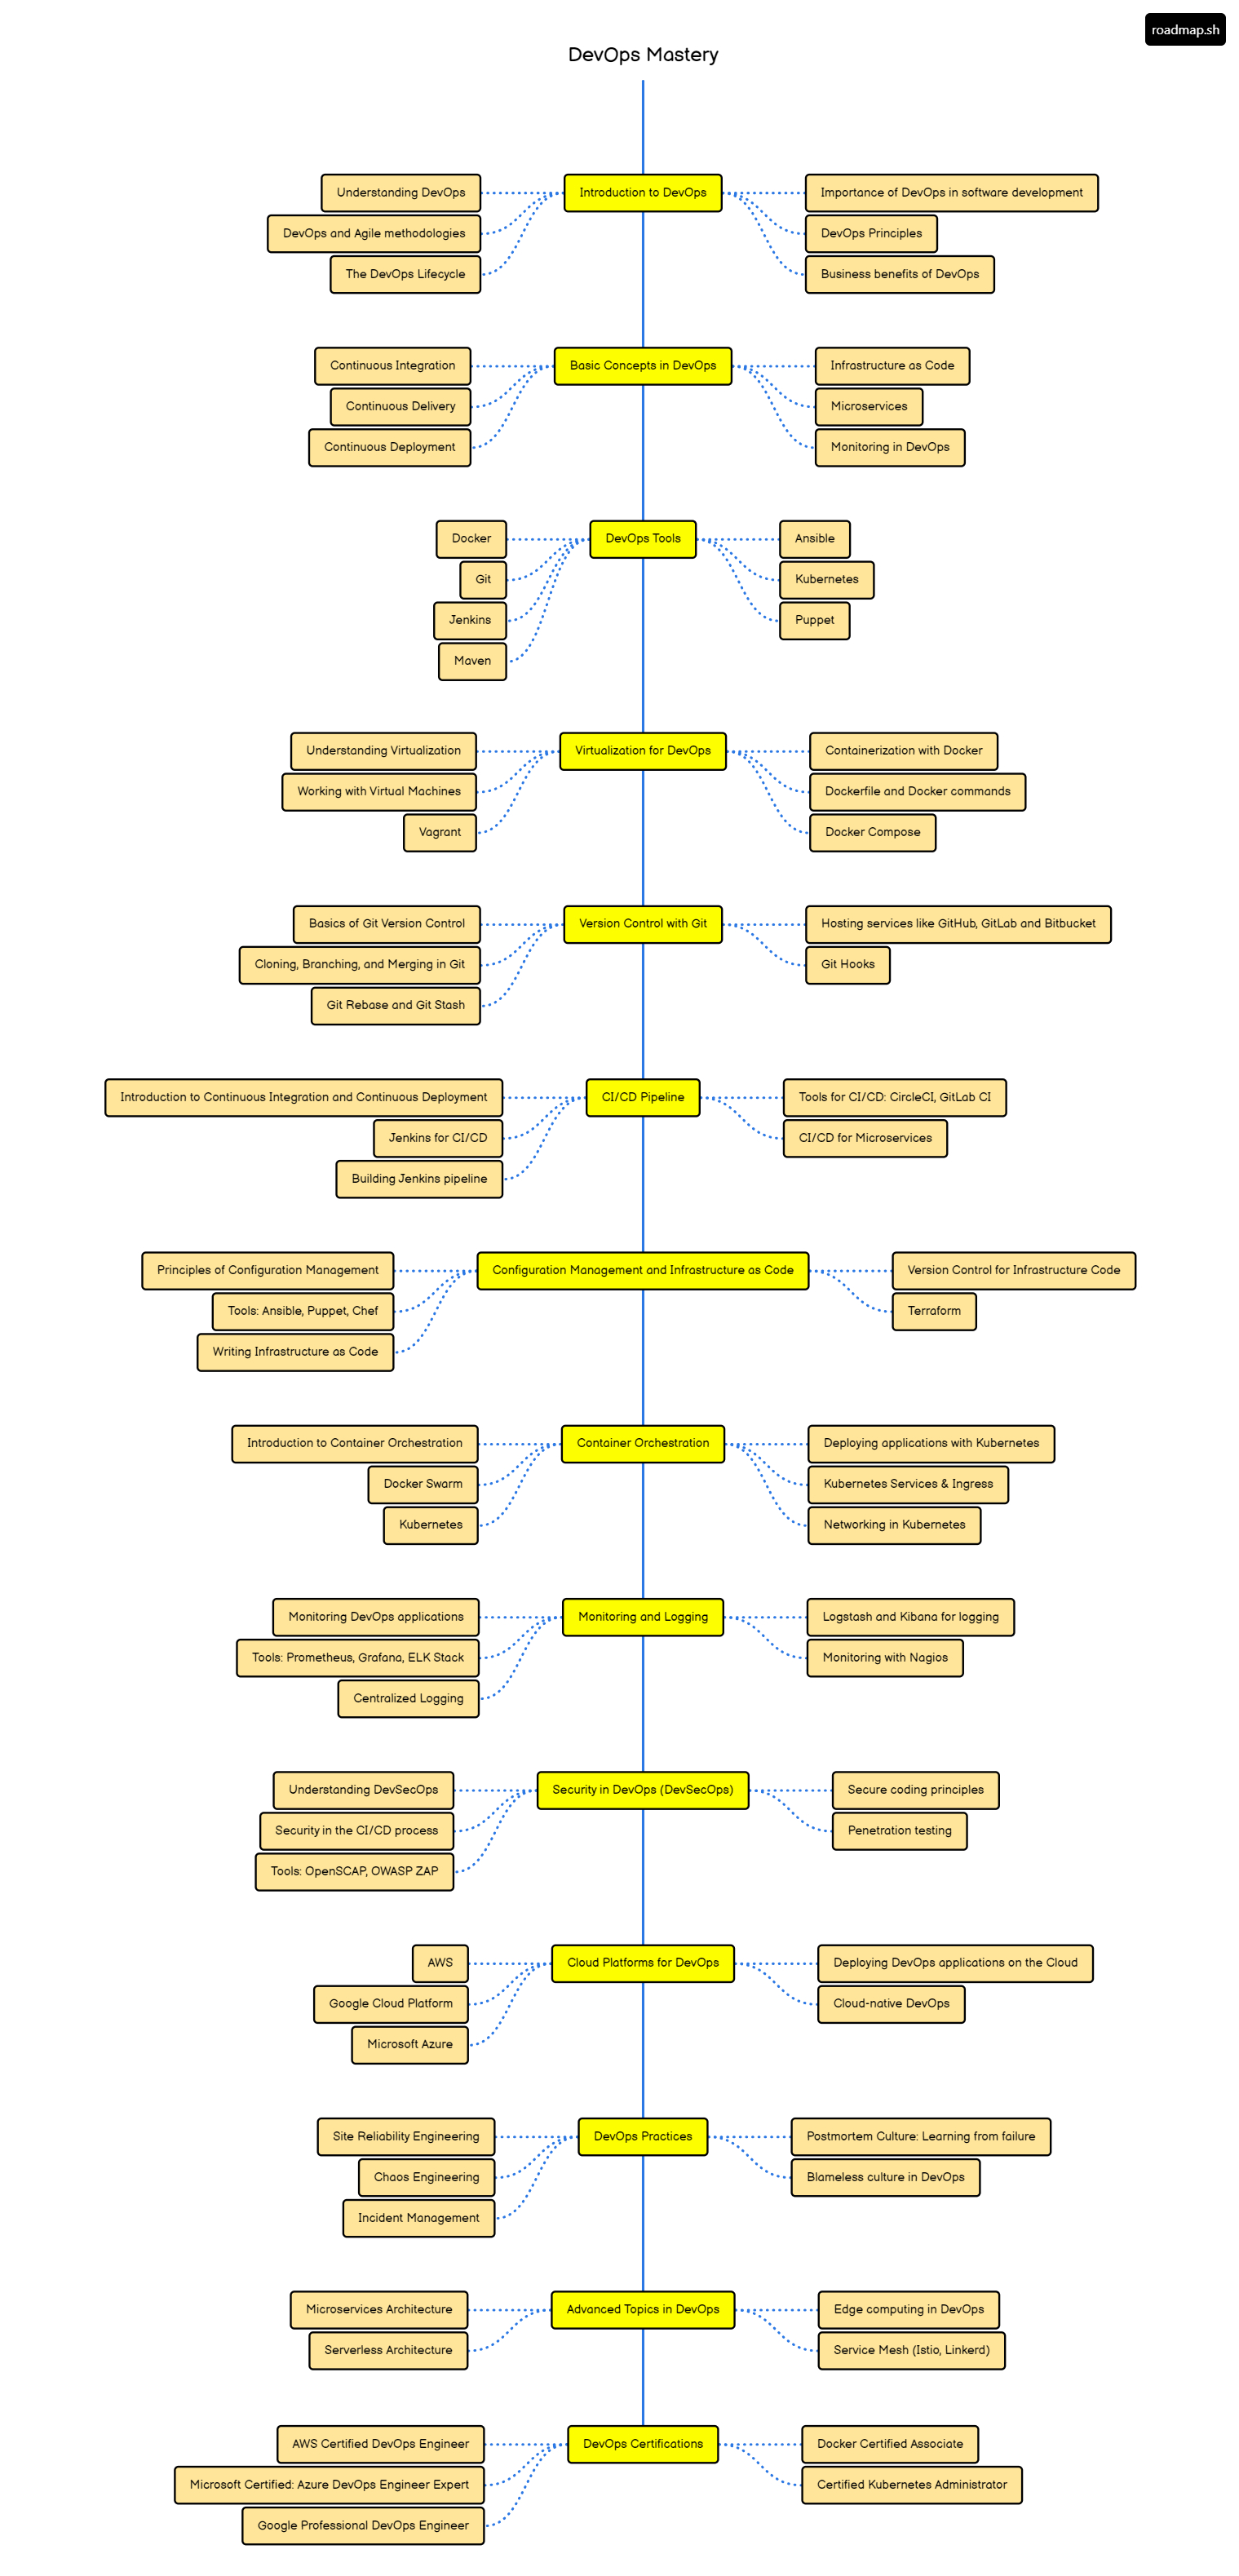 roadmap.sh
DevOps Mastery
Introduction to DevOps
Understanding DevOps
DevOps and Agile methodologies
The DevOps Lifecycle
Importance of DevOps in software development
DevOps Principles
Business benefits of DevOps
Basic Concepts in DevOps
Continuous Integration
Continuous Delivery
Continuous Deployment
Infrastructure as Code
Microservices
Monitoring in DevOps
DevOps Tools
Docker
Git
Jenkins
Maven
Ansible
Kubernetes
Puppet
Virtualization for DevOps
Understanding Virtualization
Working with Virtual Machines
Vagrant
Containerization with Docker
Dockerfile and Docker commands
Docker Compose
Version Control with Git
Basics of Git Version Control
Cloning, Branching, and Merging in Git
Git Rebase and Git Stash
Hosting services like GitHub, GitLab and Bitbucket
Git Hooks
CI/CD Pipeline
Introduction to Continuous Integration and Continuous Deployment
Jenkins for CI/CD
Building Jenkins pipeline
Tools for CI/CD: CircleCI, GitLab CI
CI/CD for Microservices
Configuration Management and Infrastructure as Code
Principles of Configuration Management
Tools: Ansible, Puppet, Chef
Writing Infrastructure as Code
Version Control for Infrastructure Code
Terraform
Container Orchestration
Introduction to Container Orchestration
Docker Swarm
Kubernetes
Deploying applications with Kubernetes
Kubernetes Services & Ingress
Networking in Kubernetes
Monitoring and Logging
Monitoring DevOps applications
Tools: Prometheus, Grafana, ELK Stack
Centralized Logging
Logstash and Kibana for logging
Monitoring with Nagios
Security in DevOps (DevSecOps)
Understanding DevSecOps
Security in the CI/CD process
Tools: OpenSCAP, OWASP ZAP
Secure coding principles
Penetration testing
Cloud Platforms for DevOps
AWS
Google Cloud Platform
Microsoft Azure
Deploying DevOps applications on the Cloud
Cloud-native DevOps
DevOps Practices
Site Reliability Engineering
Chaos Engineering
Incident Management
Postmortem Culture: Learning from failure
Blameless culture in DevOps
Advanced Topics in DevOps
Microservices Architecture
Serverless Architecture
Edge computing in DevOps
Service Mesh (Istio, Linkerd)
DevOps Certifications
AWS Certified DevOps Engineer
Microsoft Certified: Azure DevOps Engineer Expert
Google Professional DevOps Engineer
Docker Certified Associate
Certified Kubernetes Administrator